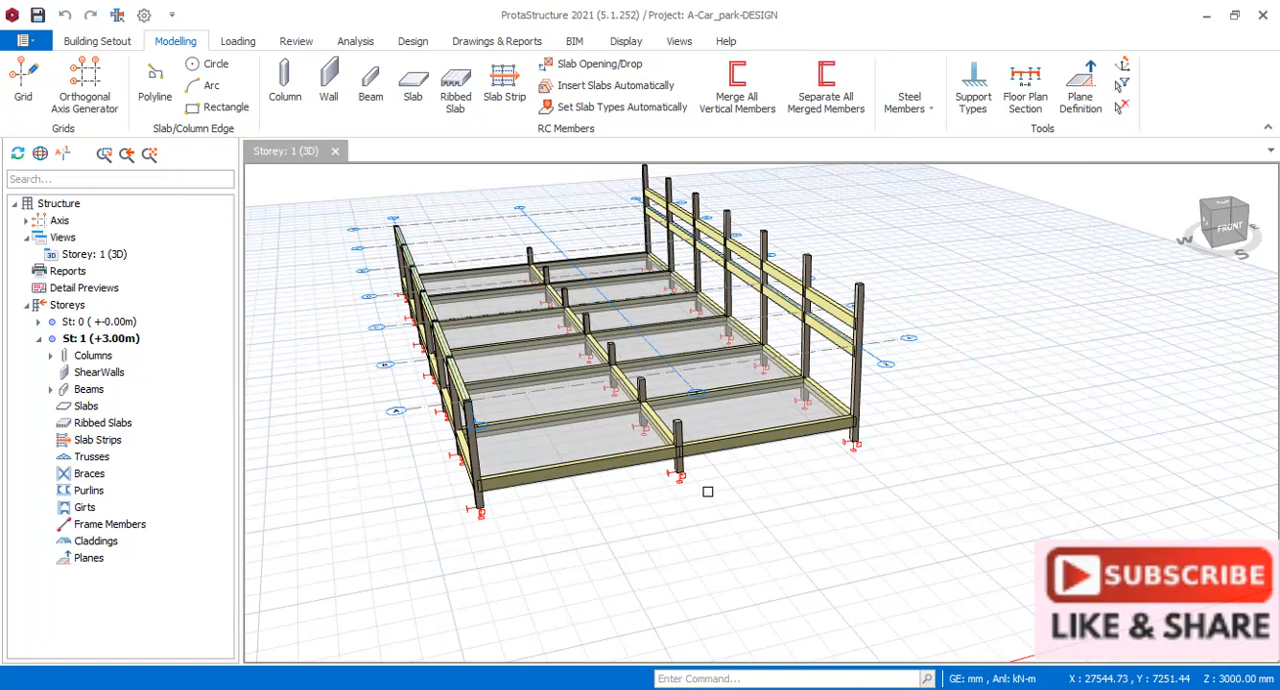 ProtaStructure 2021 (5.1.252) / Project: A-Car_park-DESIGN
Building Setout Modelling Loading Review Analysis Design Drawings & Reports BIM Display Views Help
Grid
Orthogonal
Axis Generator
Grids
Polyline
Circle
Arc
Rectangle
Slab/Column Edge
Column
Wall
Beam
Slab
Ribbed
Slab
Slab Strip
Slab Opening/Drop
Insert Slabs Automatically
Set Slab Types Automatically
RC Members
Merge All
Vertical Members
Separate All
Merged Members
Steel
Members
Support
Types
Floor Plan
Section
Plane
Definition
Tools
Search...
Structure
Axis
Views
3D Storey: 1 (3D)
Reports
Detail Previews
Storeys
St: 0 ( +-0.00m)
St: 1 (+3.00m)
Columns
ShearWalls
Beams
Slabs
Ribbed Slabs
Slab Strips
Trusses
Braces
Purlins
Girts
Frame Members
Claddings
Planes
Storey: 1 (3D)
FRONT
W
S
E
SUBSCRIBE
LIKE & SHARE
Enter Command...
GE: mm , Anl: kN-m
X : 27544.73 , Y : 7251.44
Z : 3000.00 mm